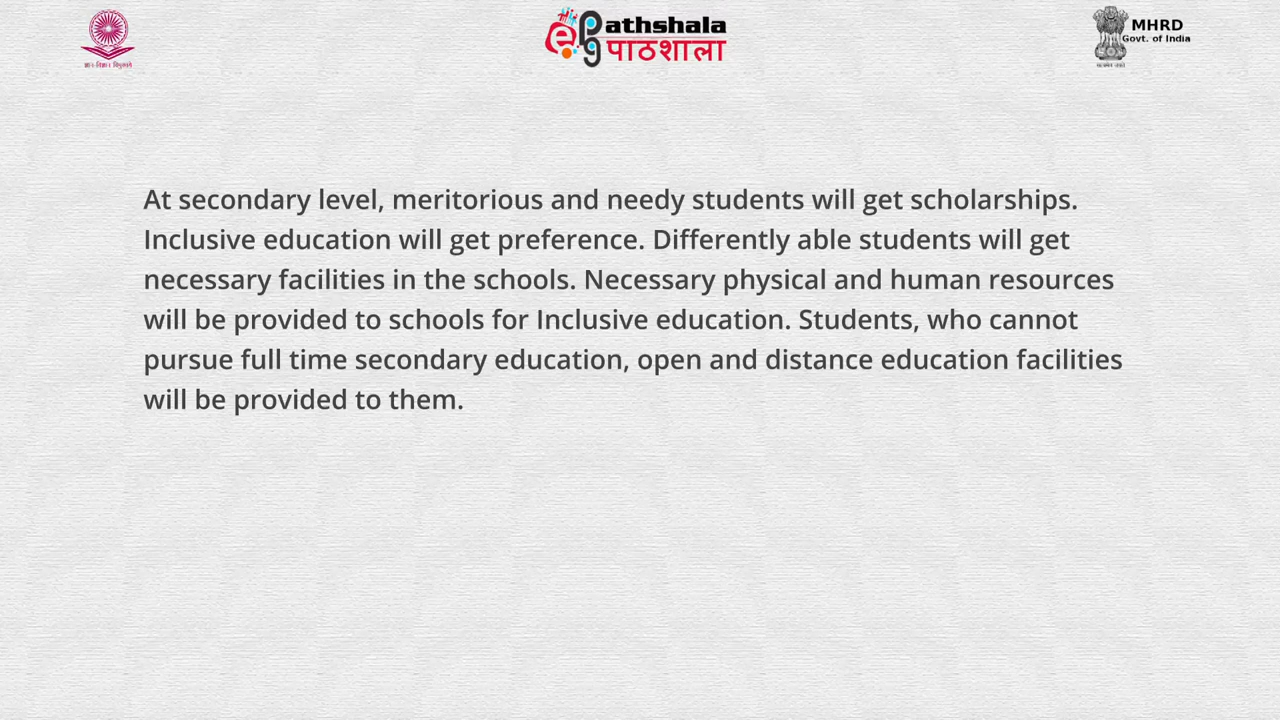 ePG Pathshala
पाठशाला
MHRD
Govt. of India
At secondary level, meritorious and needy students will get scholarships.
Inclusive education will get preference. Differently able students will get
necessary facilities in the schools. Necessary physical and human resources
will be provided to schools for Inclusive education. Students, who cannot
pursue full time secondary education, open and distance education facilities
will be provided to them.